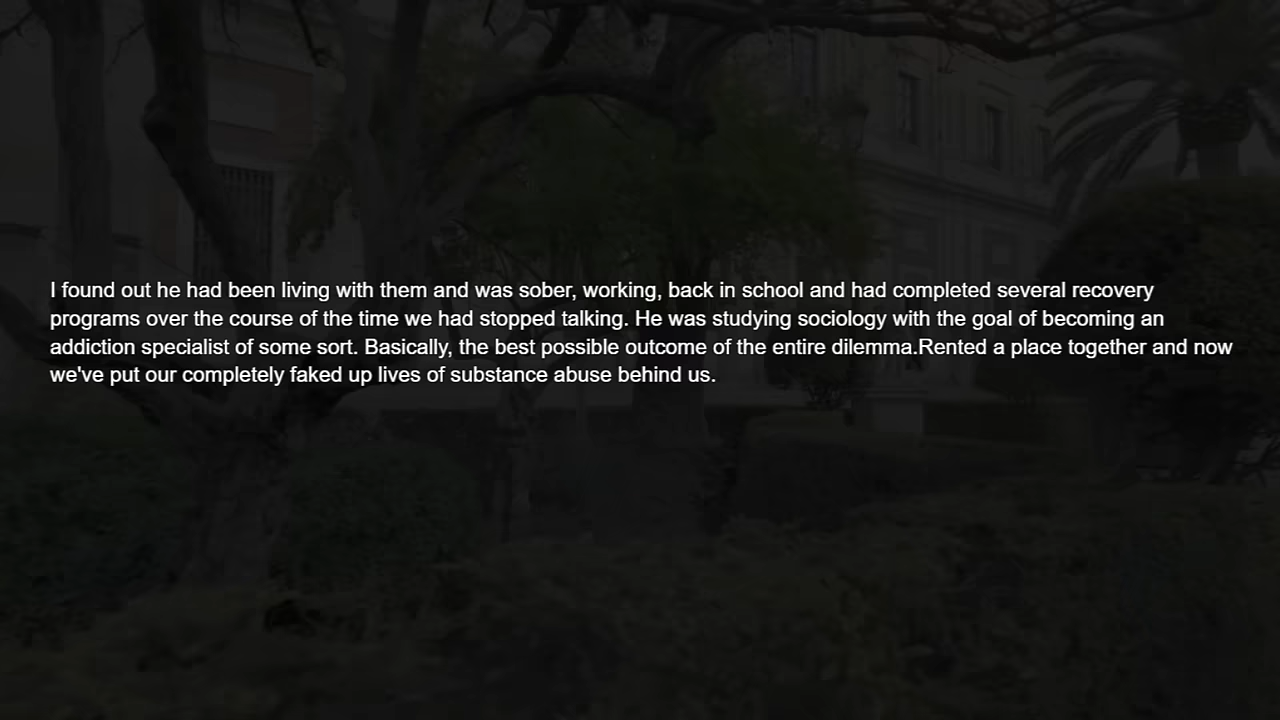 I found out he had been living with them and was sober, working, back in school and had completed several recovery
programs over the course of the time we had stopped talking. He was studying sociology with the goal of becoming an
addiction specialist of some sort. Basically, the best possible outcome of the entire dilemma.Rented a place together and now
we've put our completely faked up lives of substance abuse behind us.